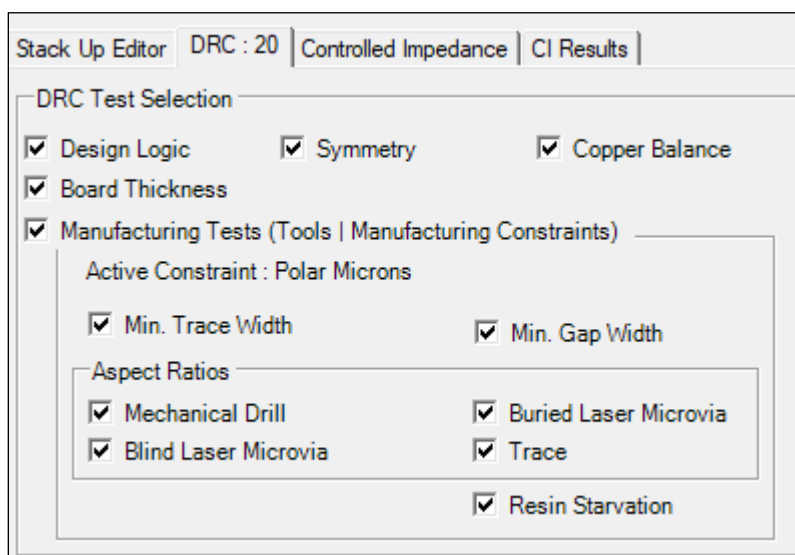 Stack Up Editor DRC : 20 Controlled Impedance CI Results
DRC Test Selection
Design Logic Symmetry Copper Balance
Board Thickness
Manufacturing Tests (Tools | Manufacturing Constraints)
Active Constraint : Polar Microns
Min. Trace Width Min. Gap Width
Aspect Ratios
Mechanical Drill Buried Laser Microvia
Blind Laser Microvia Trace
Resin Starvation